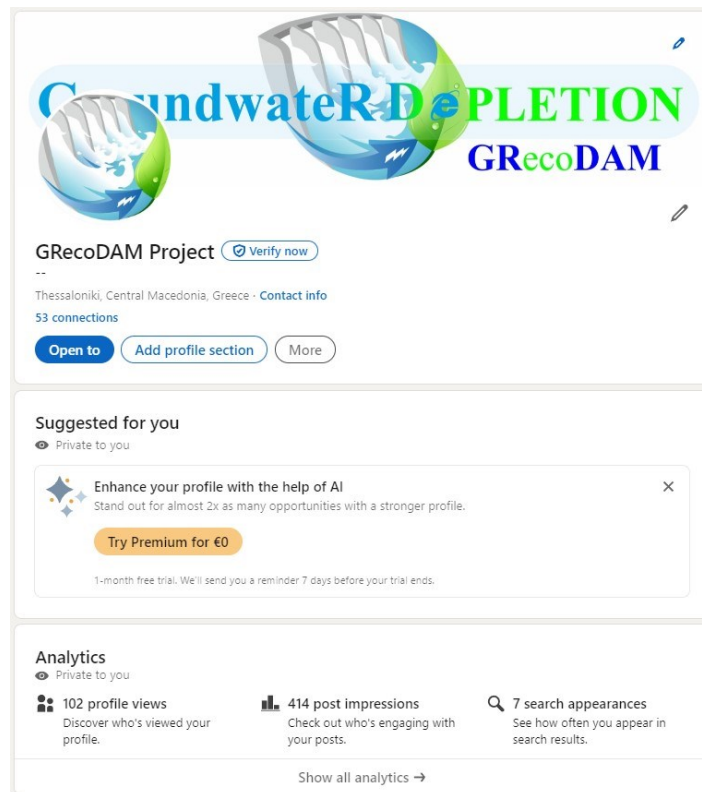 GroundwateR DePLETION
GRecoDAM
GRecoDAM Project Verify now
--
Thessaloniki, Central Macedonia, Greece · Contact info
53 connections
Open to Add profile section More
Suggested for you
Private to you
Enhance your profile with the help of AI
Stand out for almost 2x as many opportunities with a stronger profile.
Try Premium for €0
1-month free trial. We'll send you a reminder 7 days before your trial ends.
Analytics
Private to you
102 profile views
Discover who's viewed your
profile.
414 post impressions
Check out who's engaging with
your posts.
7 search appearances
See how often you appear in
search results.
Show all analytics →